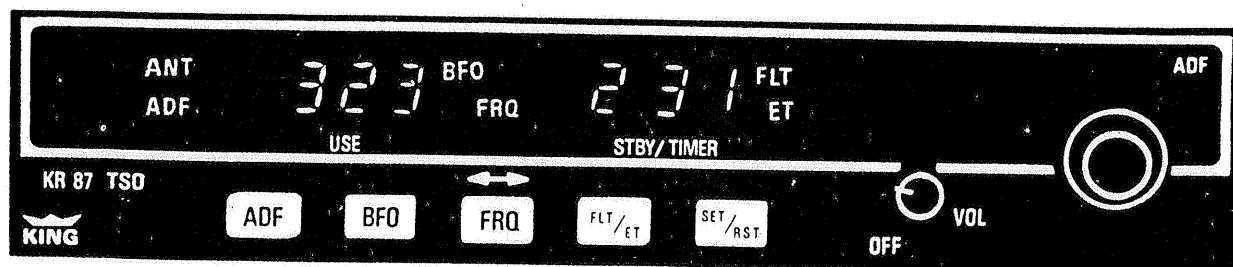 ANT 323 BFO 231 FLT ADF
ADF FRQ ET
USE STBY/TIMER
KR 87 TSO
ADF BFO FRQ FLT/ET SET/RST VOL
KING OFF